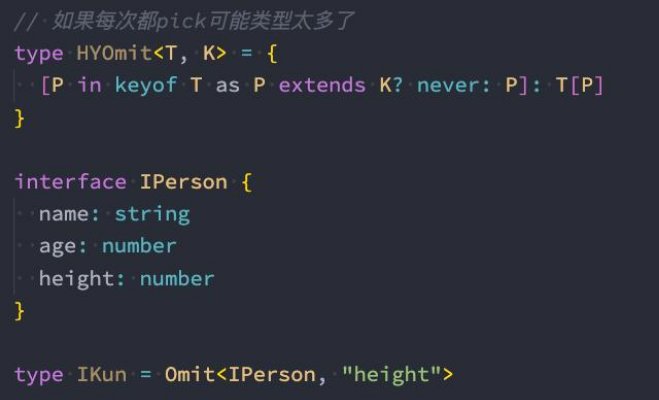 // 如果每次都pick可能类型太多了
type HYOmit<T, K> = {
  [P in keyof T as P extends K? never: P]: T[P]
}
interface IPerson {
  name: string
  age: number
  height: number
}
type IKun = Omit<IPerson, "height">